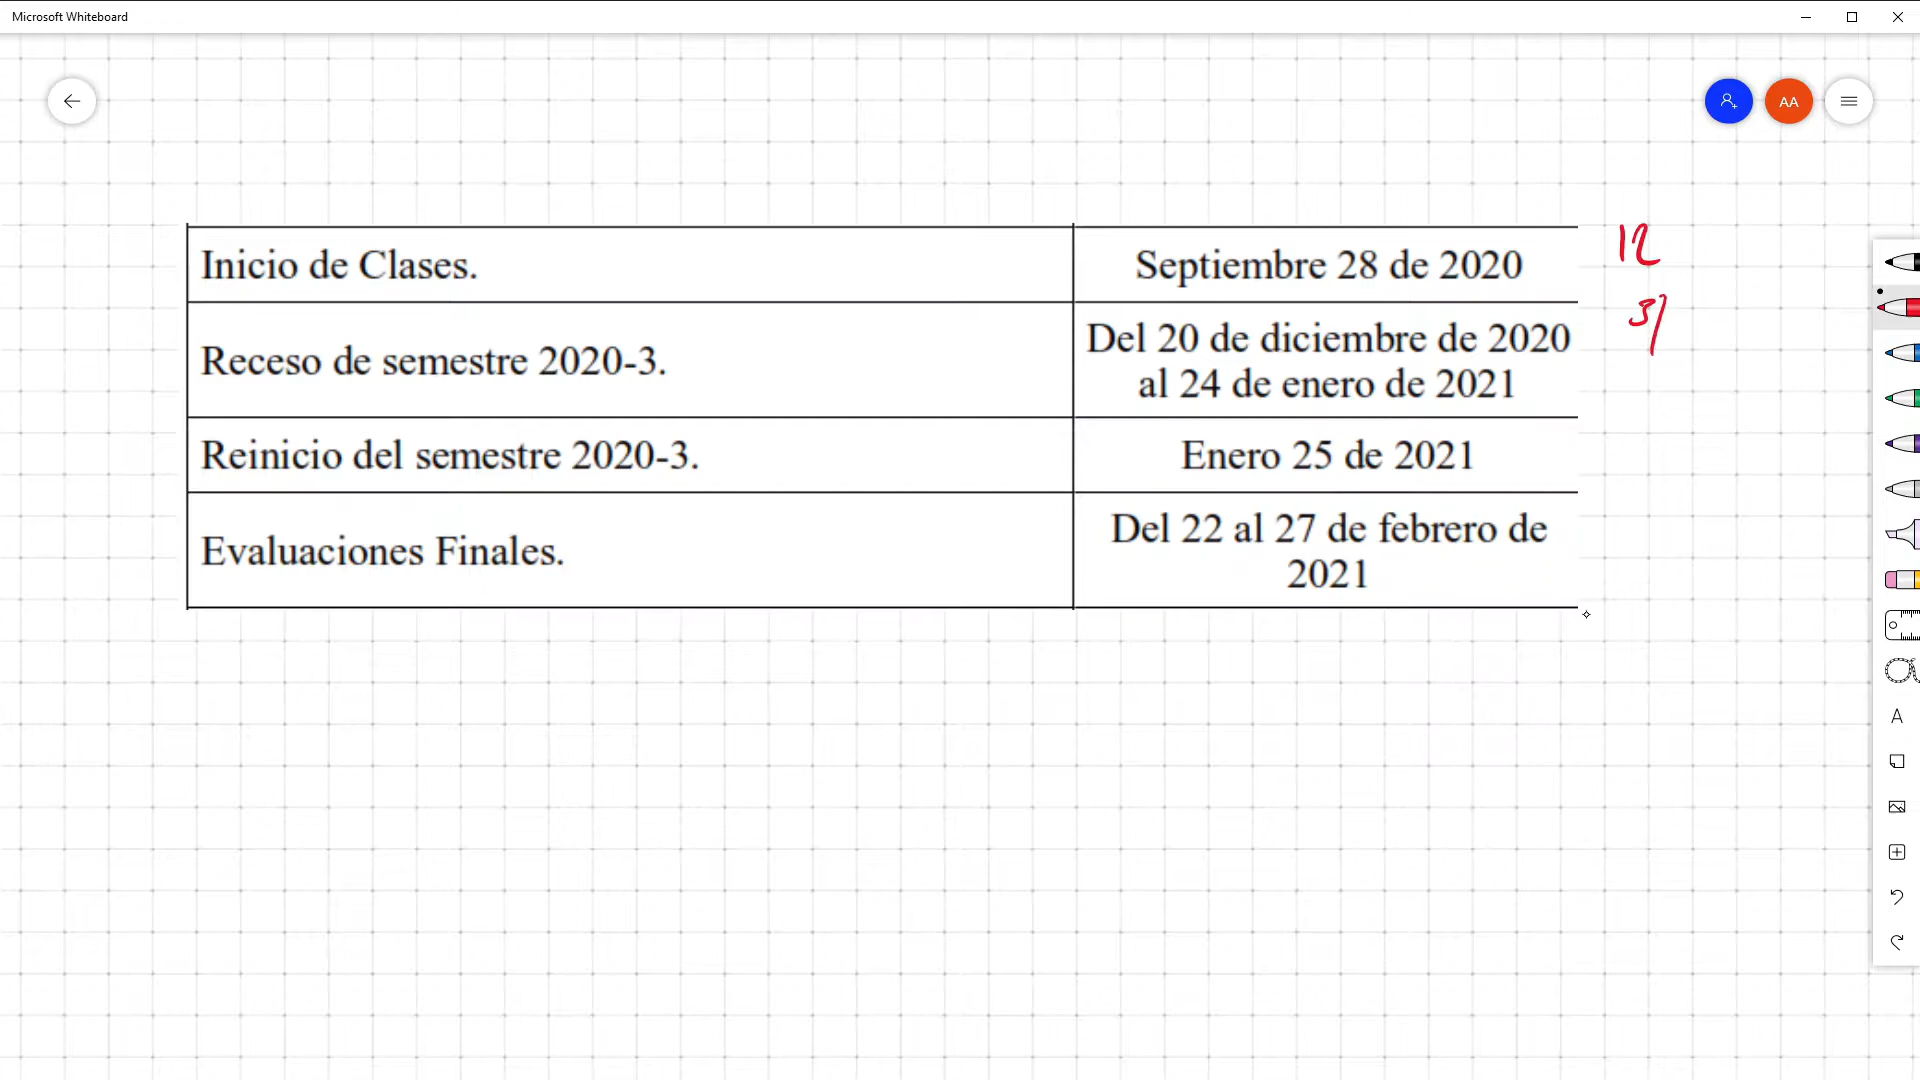 Microsoft Whiteboard
AA
Inicio de Clases.
Septiembre 28 de 2020
12
Receso de semestre 2020-3.
Del 20 de diciembre de 2020
al 24 de enero de 2021
3/
Reinicio del semestre 2020-3.
Enero 25 de 2021
Evaluaciones Finales.
Del 22 al 27 de febrero de
2021
A